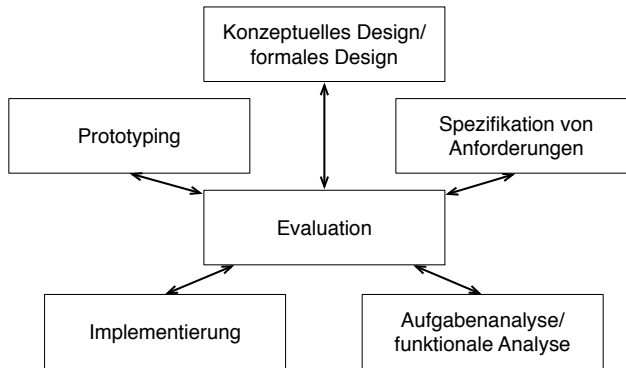 Konzeptuelles Design/
formales Design
Prototyping
Spezifikation von
Anforderungen
Evaluation
Implementierung
Aufgabenanalyse/
funktionale Analyse